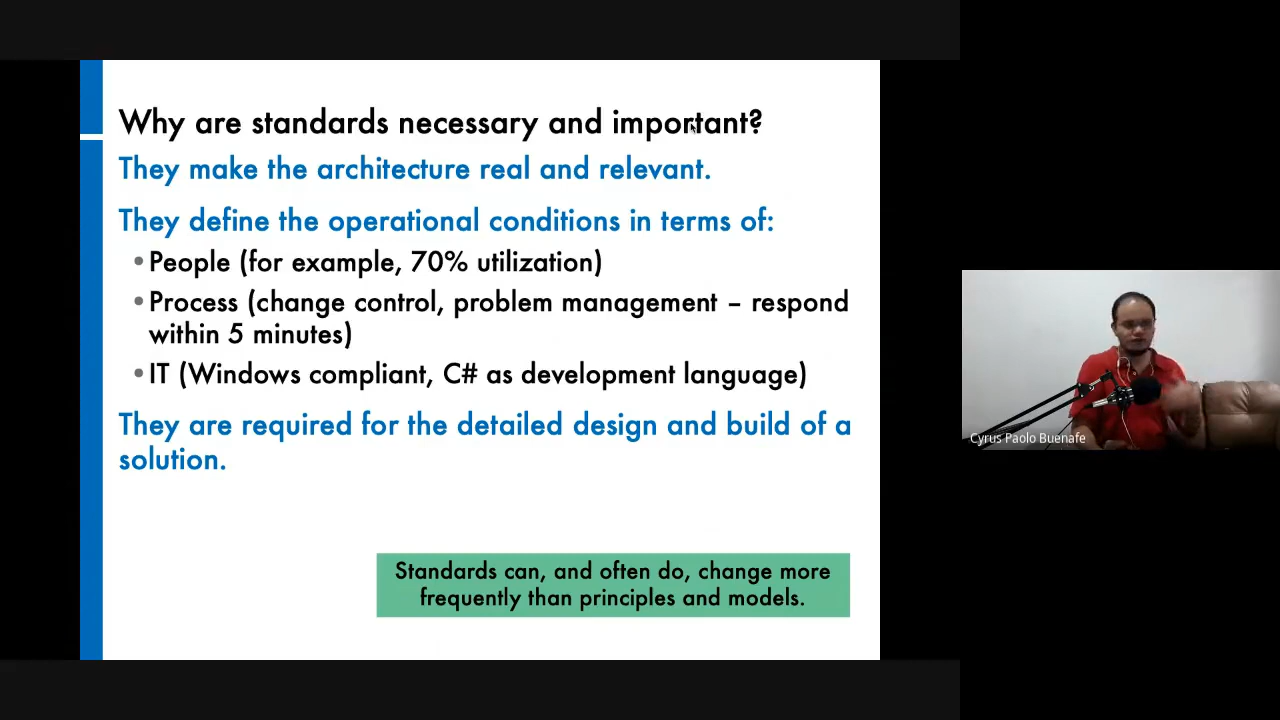 Why are standards necessary and important?
They make the architecture real and relevant.
They define the operational conditions in terms of:
•People (for example, 70% utilization)
•Process (change control, problem management – respond
within 5 minutes)
•IT (Windows compliant, C# as development language)
They are required for the detailed design and build of a
solution.
Standards can, and often do, change more
frequently than principles and models.
Cyrus Paolo Buenafe